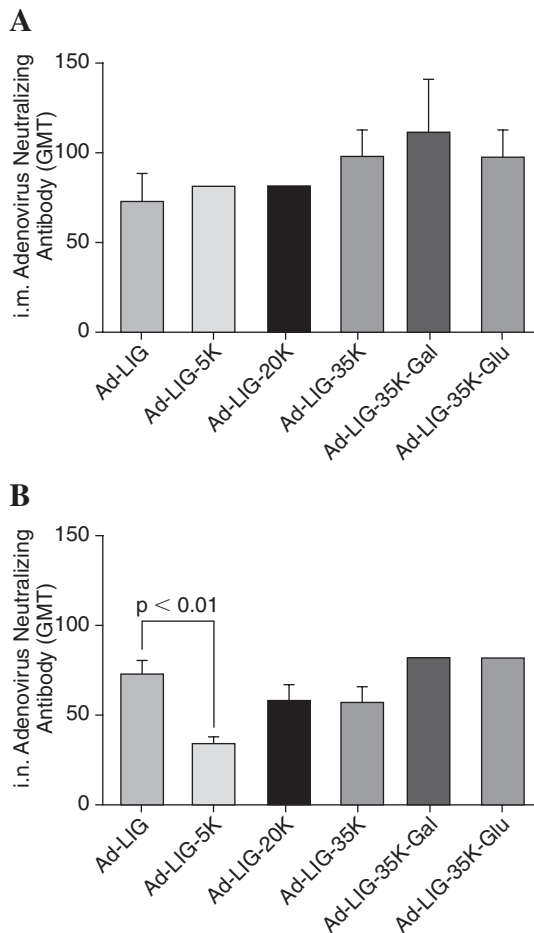 A
i.m. Adenovirus Neutralizing
Antibody (GMT)
150
100
50
0
Ad-LIG
Ad-LIG-5K
Ad-LIG-20K
Ad-LIG-35K
Ad-LIG-35K-Gal
Ad-LIG-35K-Glu
B
i.n. Adenovirus Neutralizing
Antibody (GMT)
150
100
50
0
p < 0.01
Ad-LIG
Ad-LIG-5K
Ad-LIG-20K
Ad-LIG-35K
Ad-LIG-35K-Gal
Ad-LIG-35K-Glu